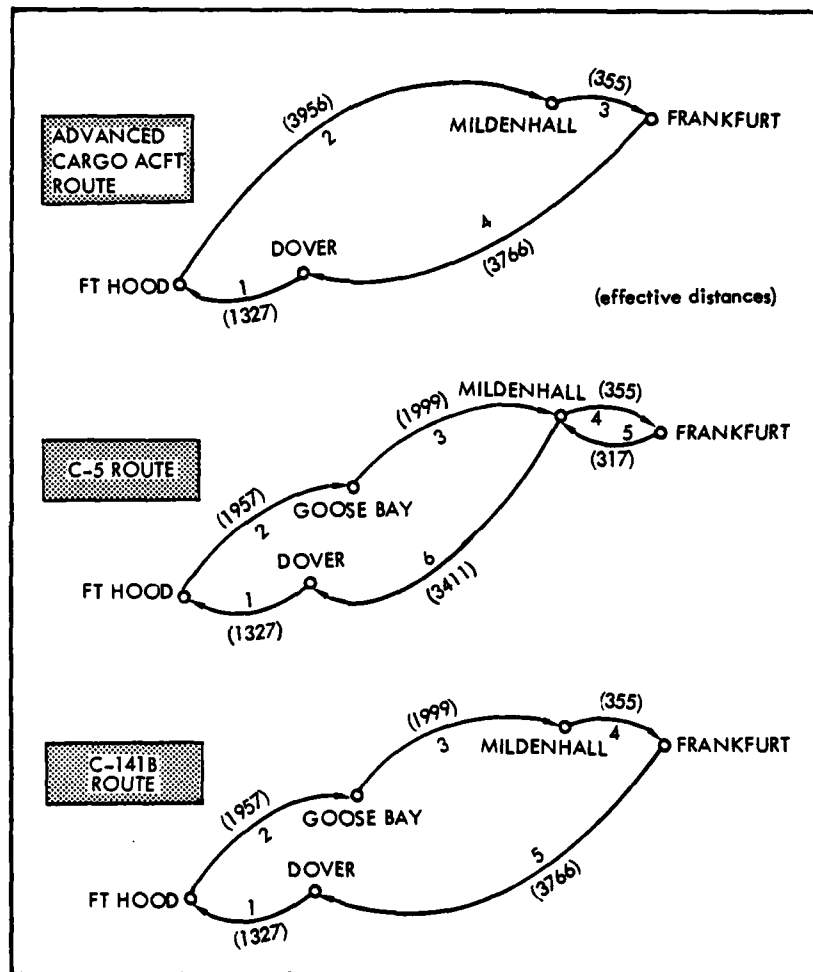 ADVANCED
CARGO ACFT
ROUTE
(3956)
2
(355)
3
MILDENHALL
FRANKFURT
4
(3766)
DOVER
FT HOOD
1
(1327)
(effective distances)
C-5 ROUTE
MILDENHALL
(355)
4
5
(317)
FRANKFURT
(1999)
3
(1957)
2
GOOSE BAY
DOVER
6
(3411)
FT HOOD
1
(1327)
C-141B
ROUTE
(355)
4
MILDENHALL
FRANKFURT
(1999)
3
(1957)
2
GOOSE BAY
DOVER
5
(3766)
FT HOOD
1
(1327)